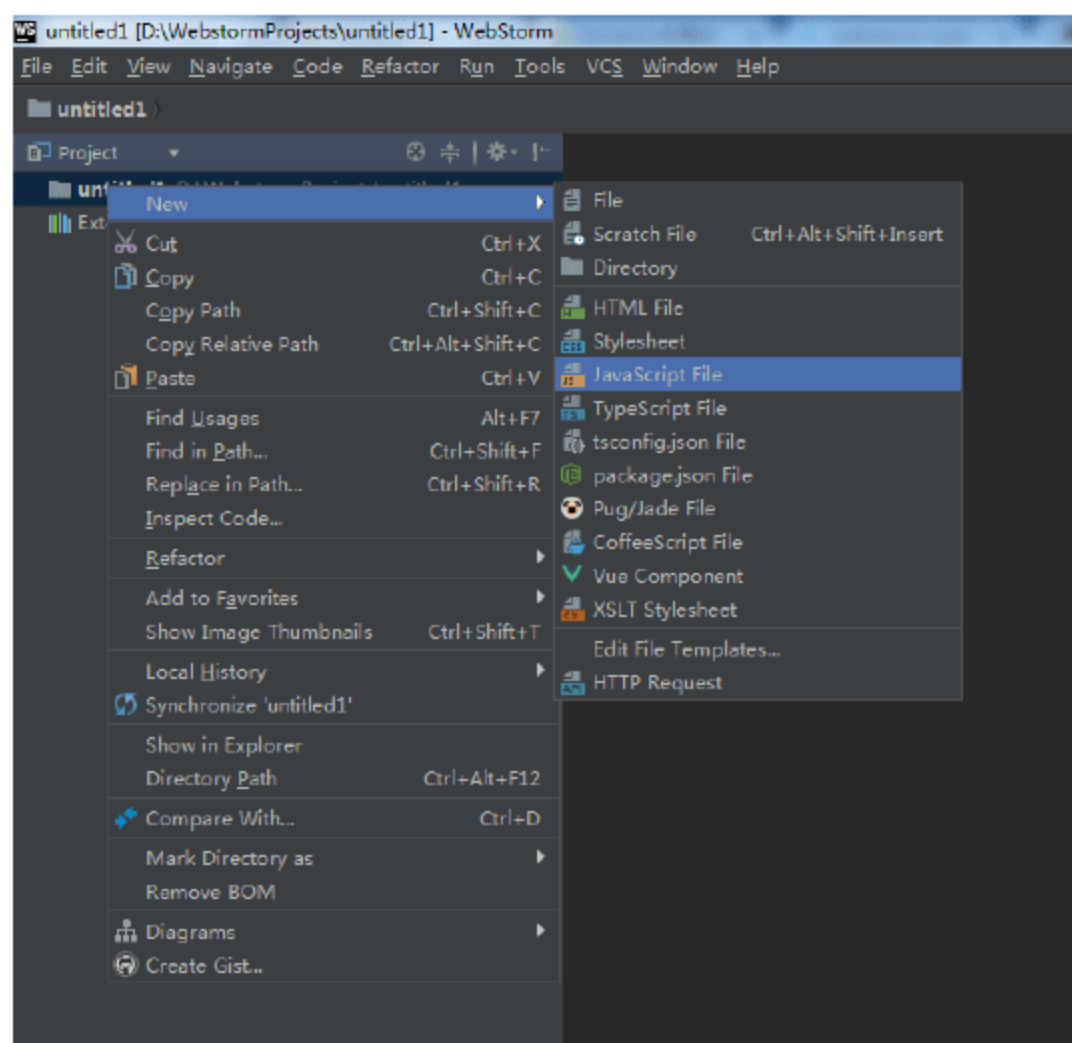 untitled1 [D:\WebstormProjects\untitled1] - WebStorm
File Edit View Navigate Code Refactor Run Tools VCS Window Help
untitled1
Project
New
Cut Ctrl+X
Copy Ctrl+C
Copy Path Ctrl+Shift+C
Copy Relative Path Ctrl+Alt+Shift+C
Paste Ctrl+V
Find Usages Alt+F7
Find in Path... Ctrl+Shift+F
Replace in Path... Ctrl+Shift+R
Inspect Code...
Refactor
Add to Favorites
Show Image Thumbnails Ctrl+Shift+T
Local History
Synchronize 'untitled1'
Show in Explorer
Directory Path Ctrl+Alt+F12
Compare With... Ctrl+D
Mark Directory as
Remove BOM
Diagrams
Create Gist...
File
Scratch File Ctrl+Alt+Shift+Insert
Directory
HTML File
Stylesheet
JavaScript File
TypeScript File
tsconfig.json File
package.json File
Pug/Jade File
CoffeeScript File
Vue Component
XSLT Stylesheet
Edit File Templates...
HTTP Request